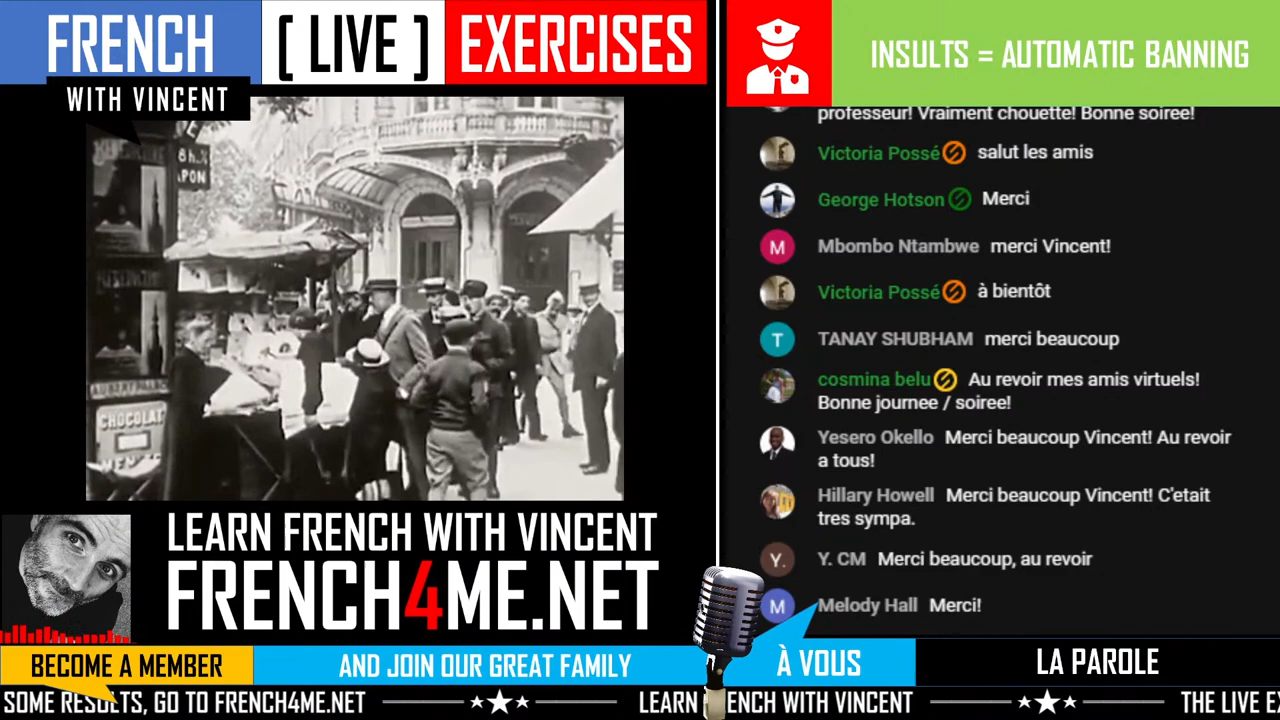 FRENCH
[ LIVE ]
EXERCISES
WITH VINCENT
INSULTS = AUTOMATIC BANNING
professeur! Vraiment chouette! Bonne soiree!
Victoria Possé salut les amis
George Hotson Merci
Mbombo Ntambwe merci Vincent!
Victoria Possé à bientôt
T TANAY SHUBHAM merci beaucoup
cosmina belu Au revoir mes amis virtuels!
Bonne journee / soiree!
Yesero Okello Merci beaucoup Vincent! Au revoir
a tous!
Hillary Howell Merci beaucoup Vincent! C'etait
tres sympa.
Y. Y. CM Merci beaucoup, au revoir
M Melody Hall Merci!
CHOCOLAT
LEARN FRENCH WITH VINCENT
FRENCH4ME.NET
BECOME A MEMBER
AND JOIN OUR GREAT FAMILY
À VOUS
LA PAROLE
SOME RESULTS, GO TO FRENCH4ME.NET
LEARN FRENCH WITH VINCENT
THE LIVE